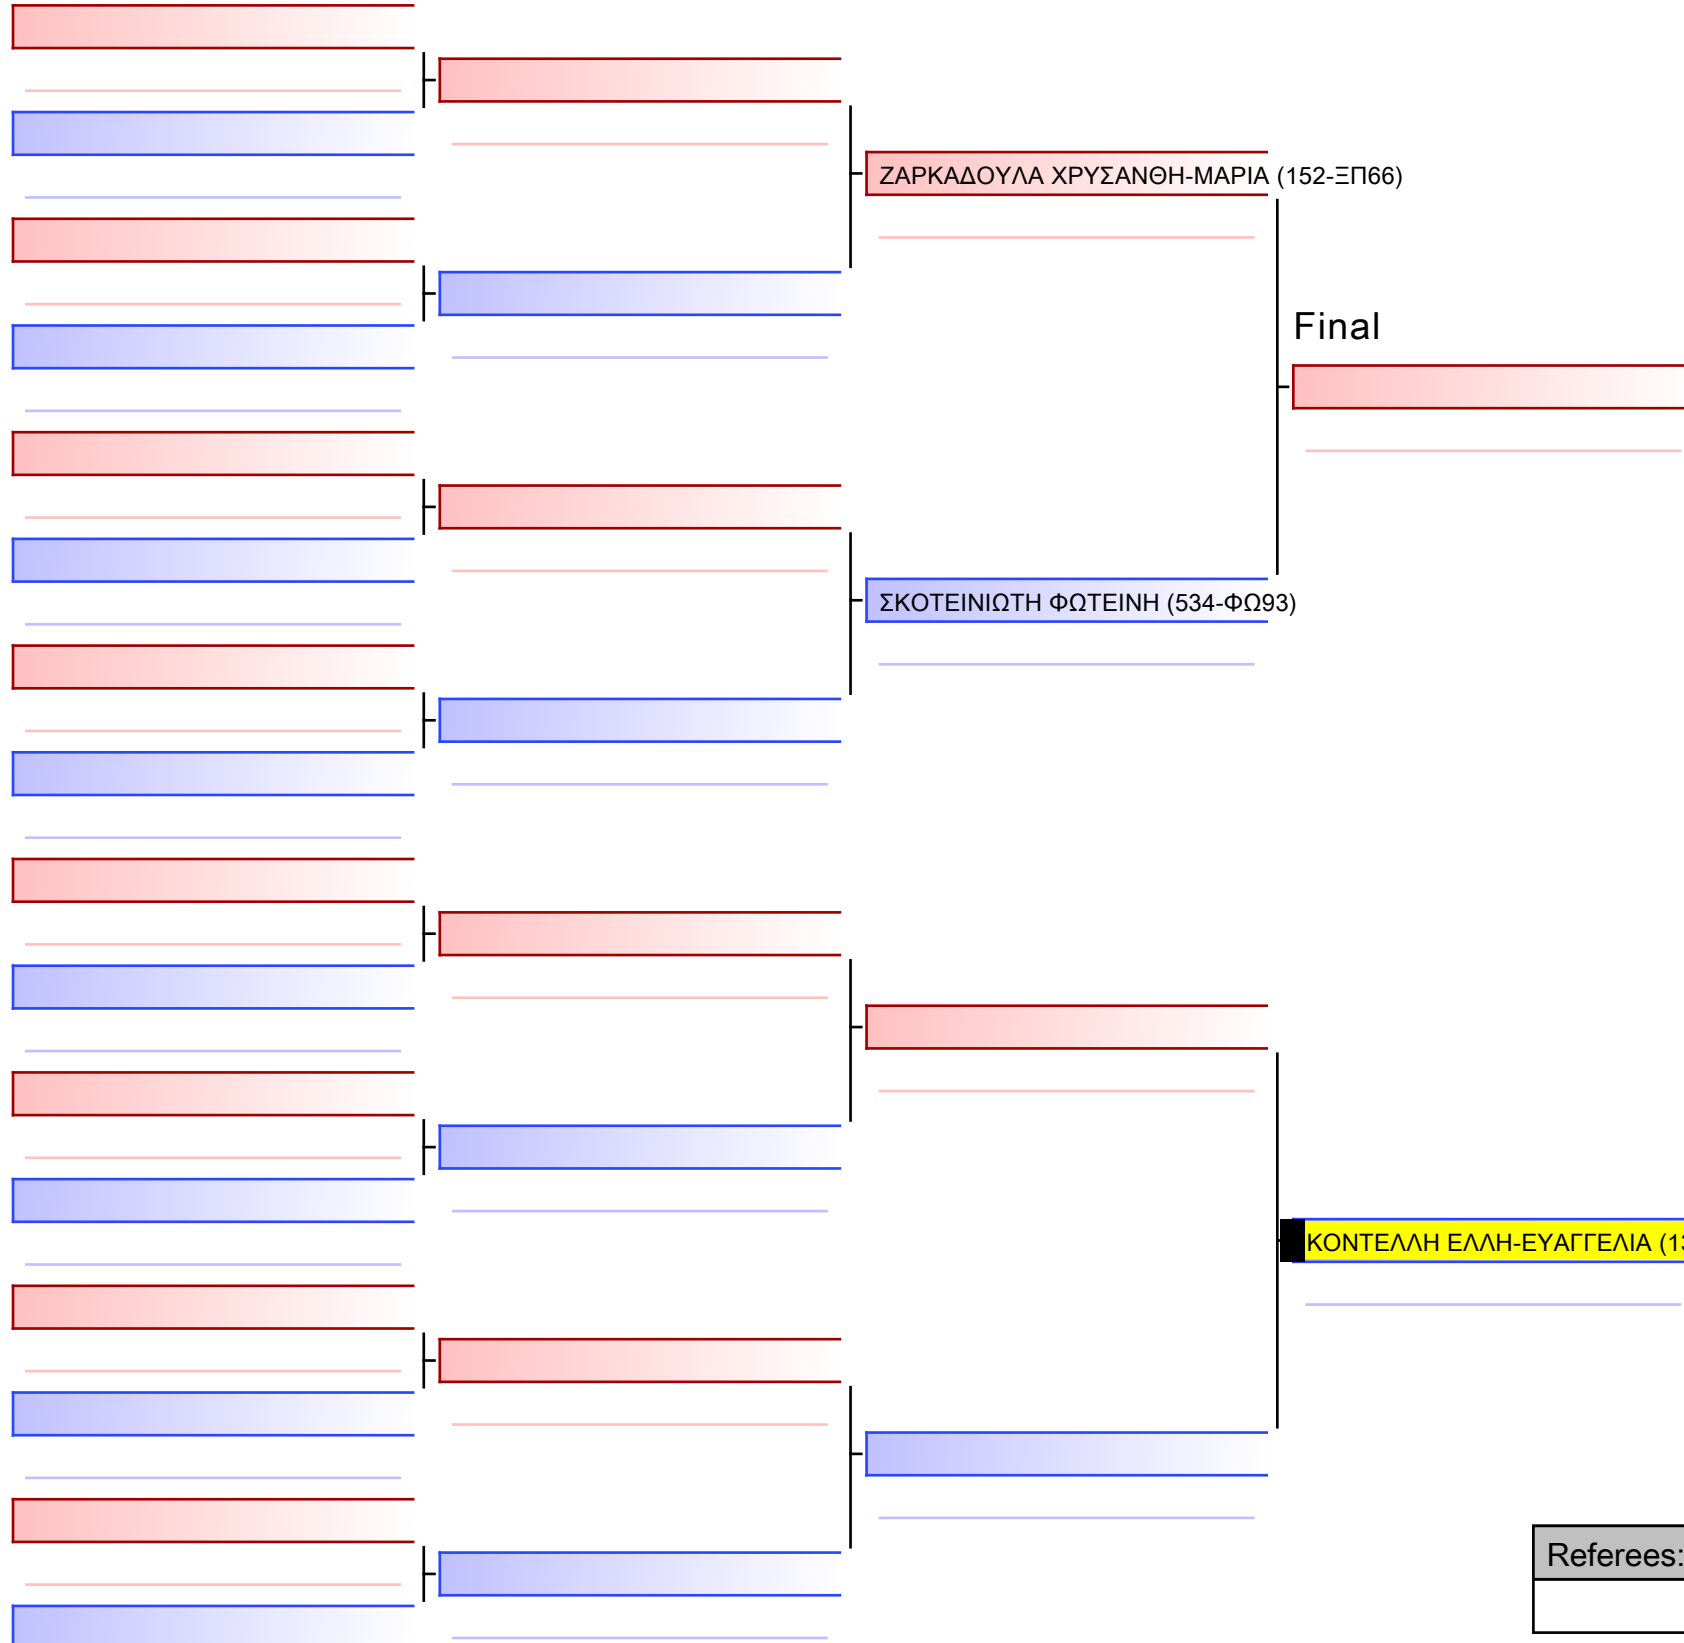 ΖΑΡΚΑΔΟΥΛΑ ΧΡΥΣΑΝΘΗ-ΜΑΡΙΑ (152-ΞΠ66)
Final
ΣΚΟΤΕΙΝΙΩΤΗ ΦΩΤΕΙΝΗ (534-ΦΩ93)
ΚΟΝΤΕΛΛΗ ΕΛΛΗ-ΕΥΑΓΓΕΛΙΑ
Referees: